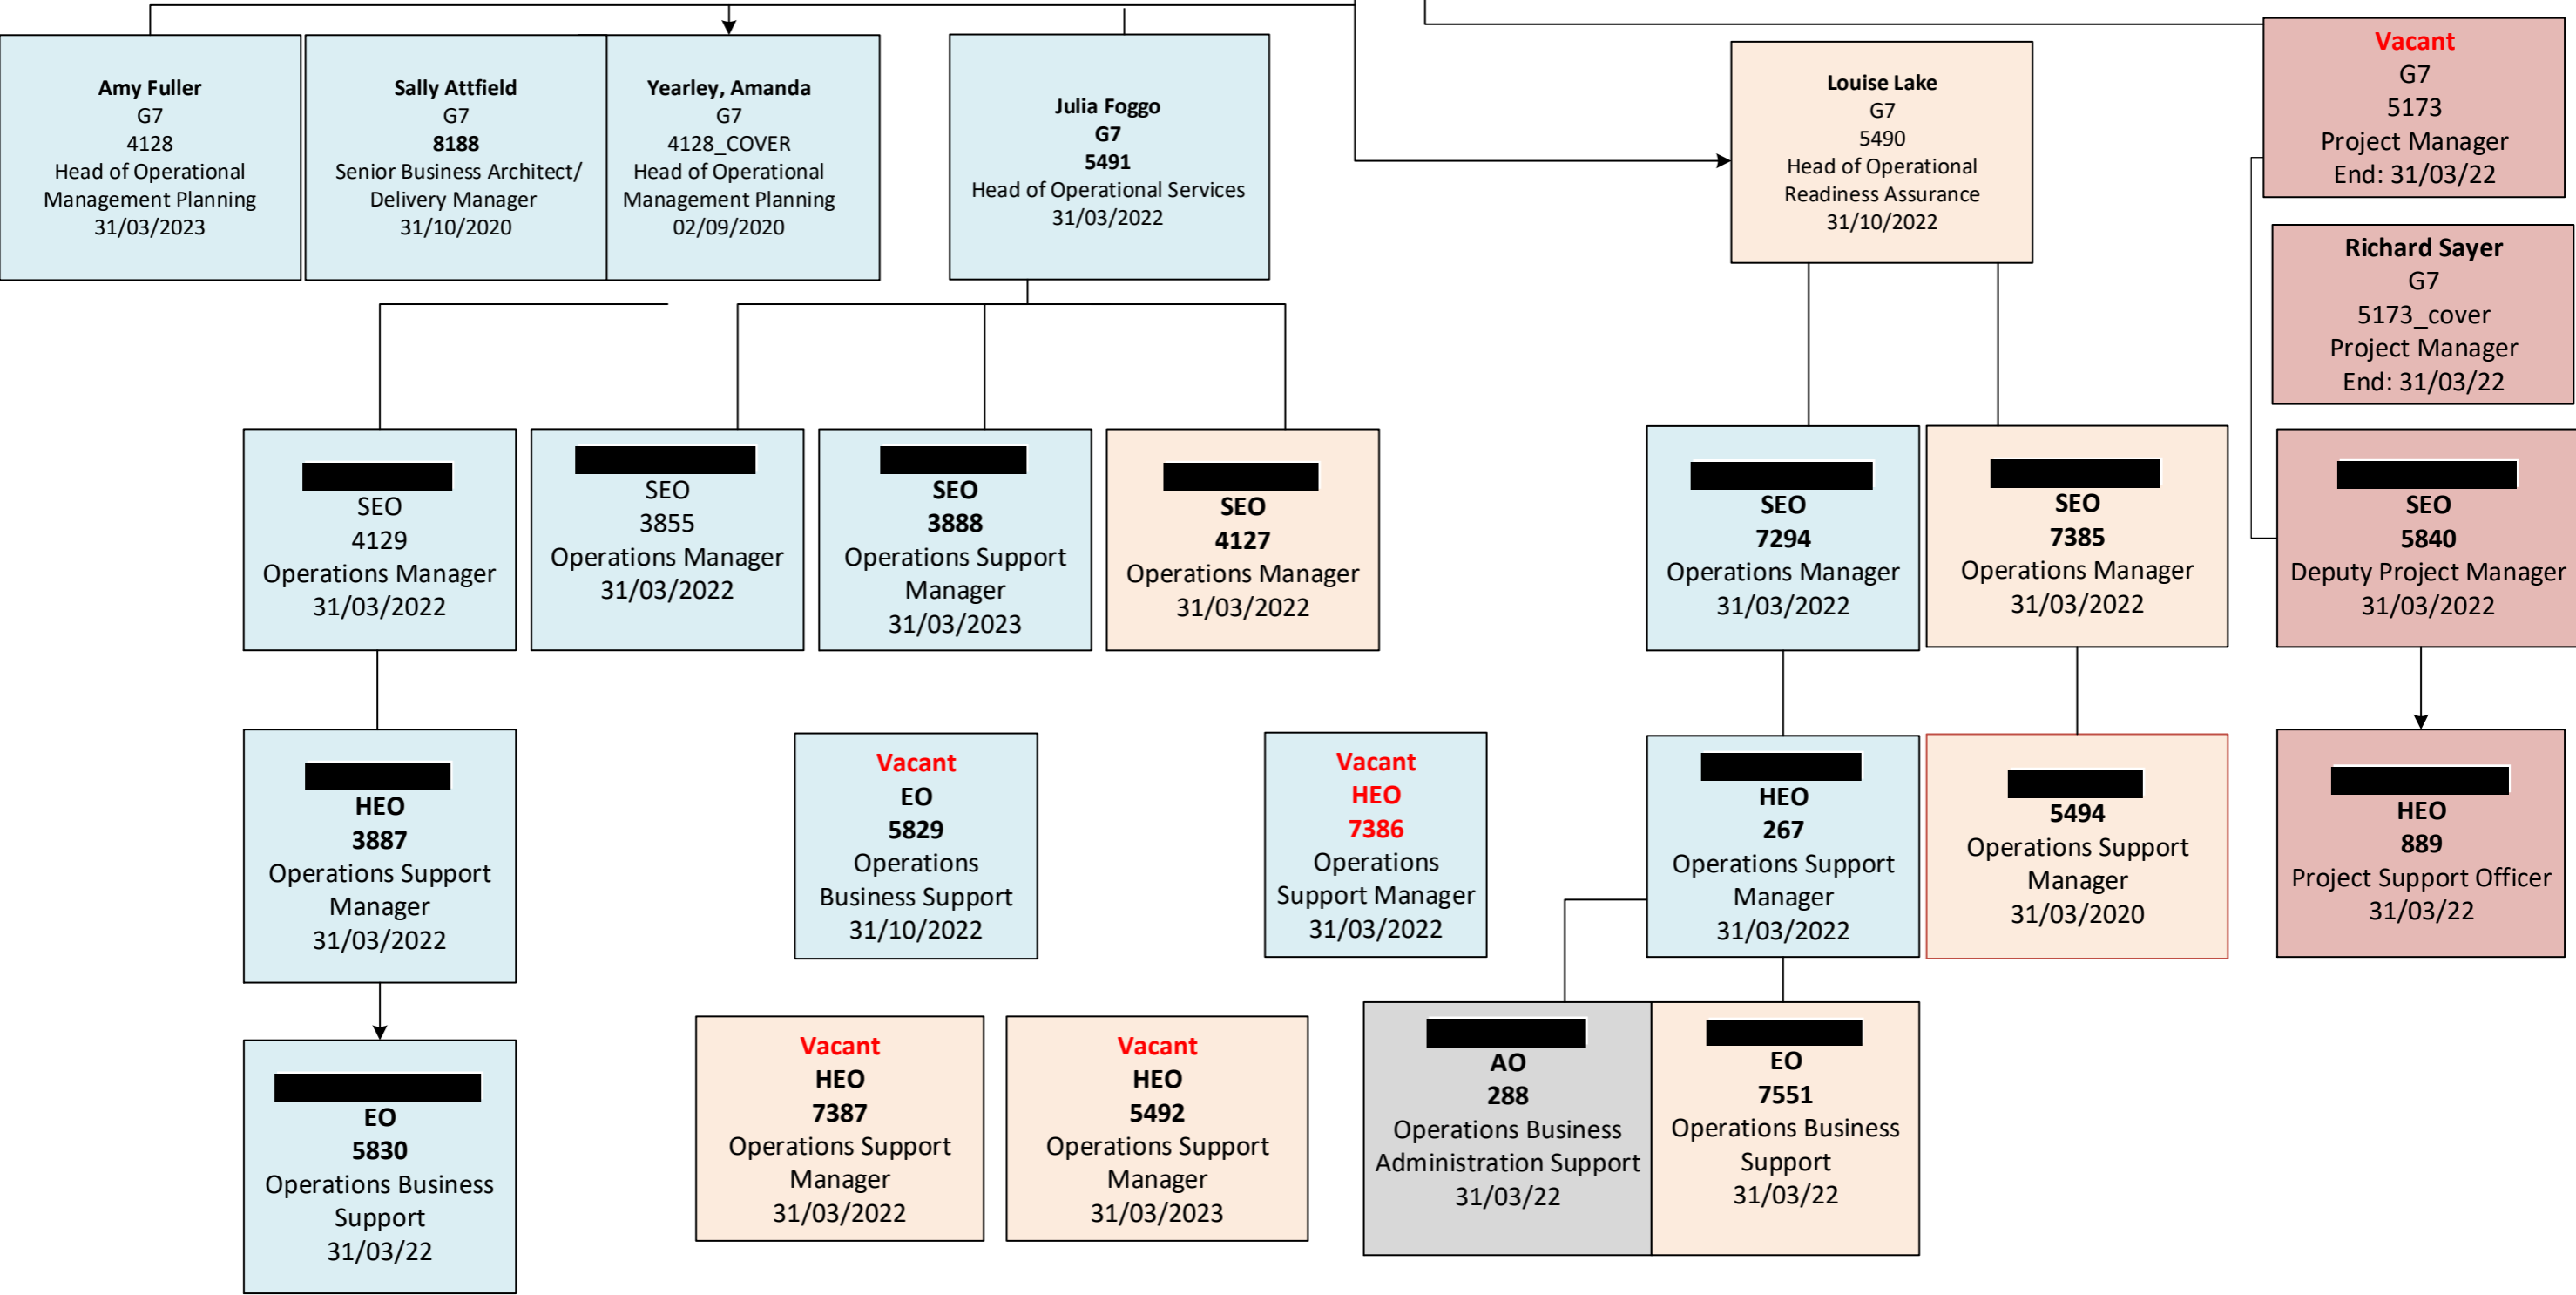 Amy Fuller
G7
4128
Head of Operational
Management Planning
31/03/2023
Sally Attfield
G7
8188
Senior Business Architect/
Delivery Manager
31/10/2020
Yearley, Amanda
G7
4128_COVER
Head of Operational
Management Planning
02/09/2020
Julia Foggo
G7
5491
Head of Operational Services
31/03/2022
Louise Lake
G7
5490
Head of Operational
Readiness Assurance
31/10/2022
Vacant
G7
5173
Project Manager
End: 31/03/22
Richard Sayer
G7
5173_cover
Project Manager
End: 31/03/22
SEO
4129
Operations Manager
31/03/2022
SEO
3855
Operations Manager
31/03/2022
SEO
3888
Operations Support
Manager
31/03/2023
SEO
4127
Operations Manager
31/03/2022
SEO
7294
Operations Manager
31/03/2022
SEO
7385
Operations Manager
31/03/2022
SEO
5840
Deputy Project Manager
31/03/2022
HEO
3887
Operations Support
Manager
31/03/2022
Vacant
EO
5829
Operations
Business Support
31/10/2022
Vacant
HEO
7386
Operations
Support Manager
31/03/2022
HEO
267
Operations Support
Manager
31/03/2022
5494
Operations Support
Manager
31/03/2020
HEO
889
Project Support Officer
31/03/22
EO
5830
Operations Business
Support
31/03/22
Vacant
HEO
7387
Operations Support
Manager
31/03/2022
Vacant
HEO
5492
Operations Support
Manager
31/03/2023
AO
288
Operations Business
Administration Support
31/03/22
EO
7551
Operations Business
Support
31/03/22